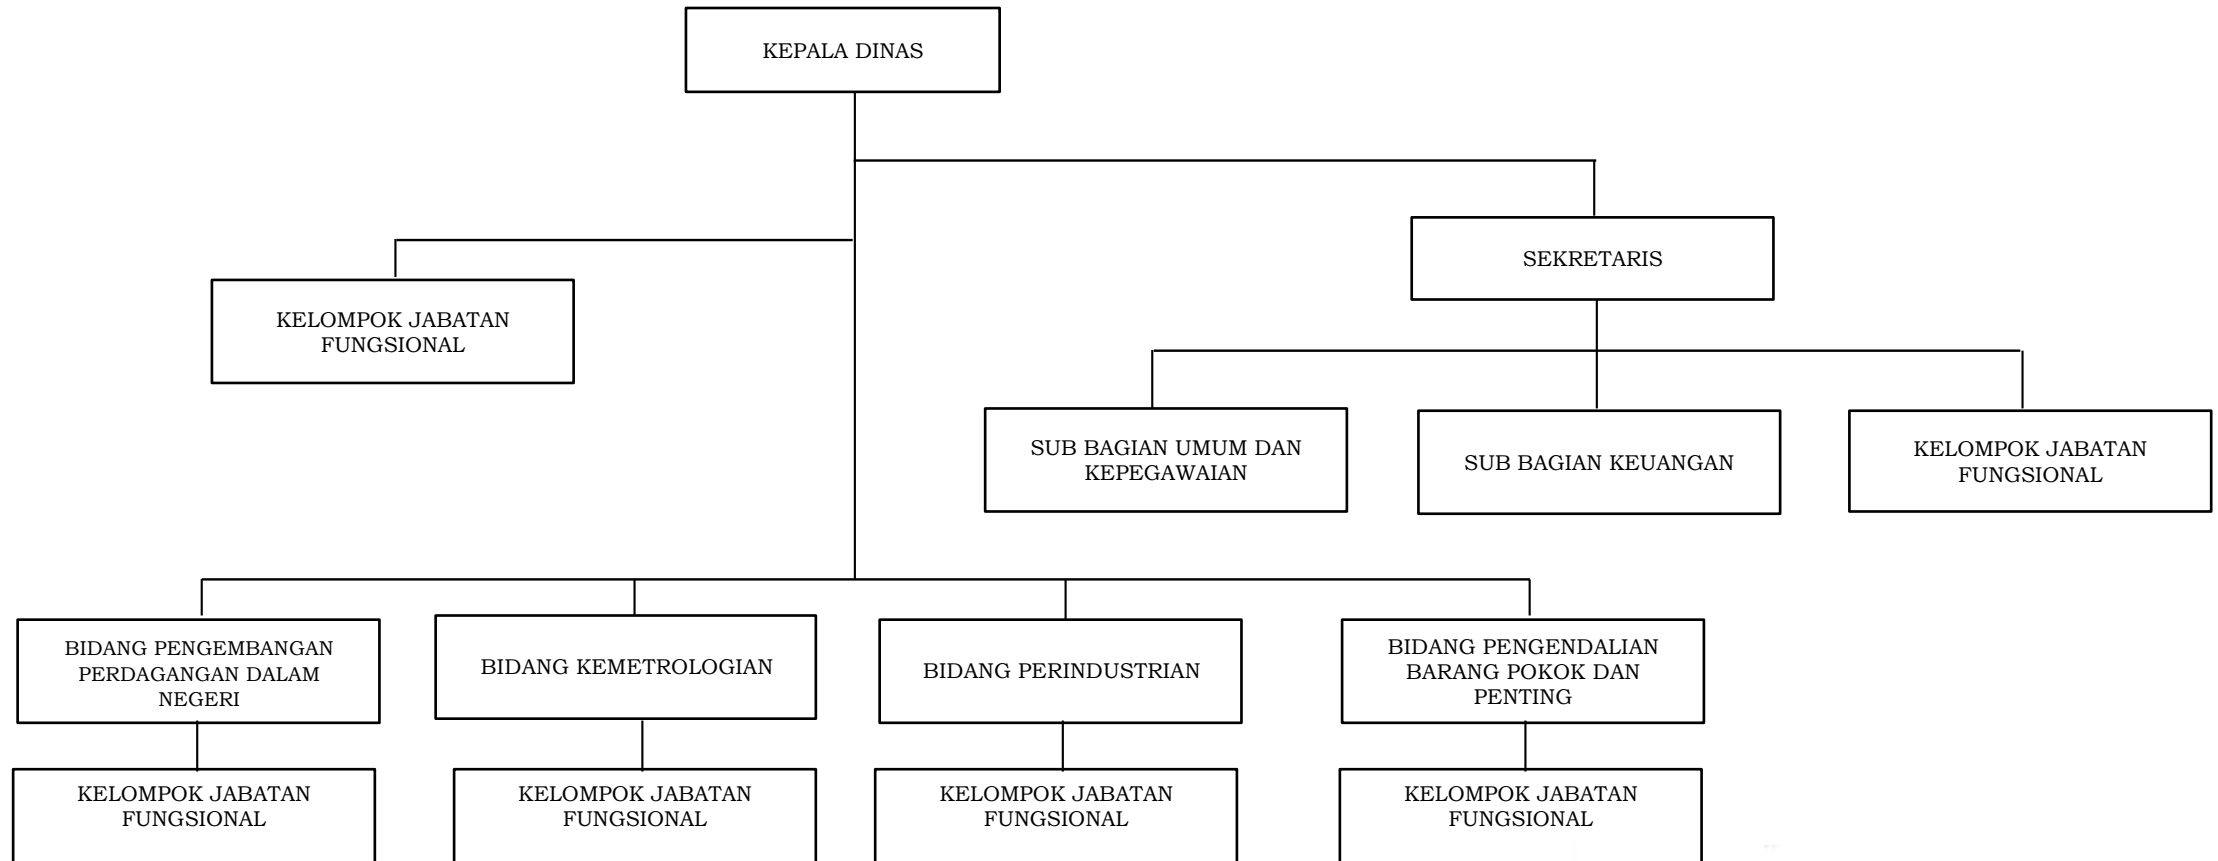 KEPALA DINAS
SEKRETARIS
KELOMPOK JABATAN
FUNGSIONAL
SUB BAGIAN UMUM DAN
KEPEGAWAIAN
SUB BAGIAN KEUANGAN
KELOMPOK JABATAN
FUNGSIONAL
BIDANG PENGEMBANGAN
PERDAGANGAN DALAM
NEGERI
BIDANG KEMETROLOGIAN
BIDANG PERINDUSTRIAN
BIDANG PENGENDALIAN
BARANG POKOK DAN
PENTING
KELOMPOK JABATAN
FUNGSIONAL
KELOMPOK JABATAN
FUNGSIONAL
KELOMPOK JABATAN
FUNGSIONAL
KELOMPOK JABATAN
FUNGSIONAL